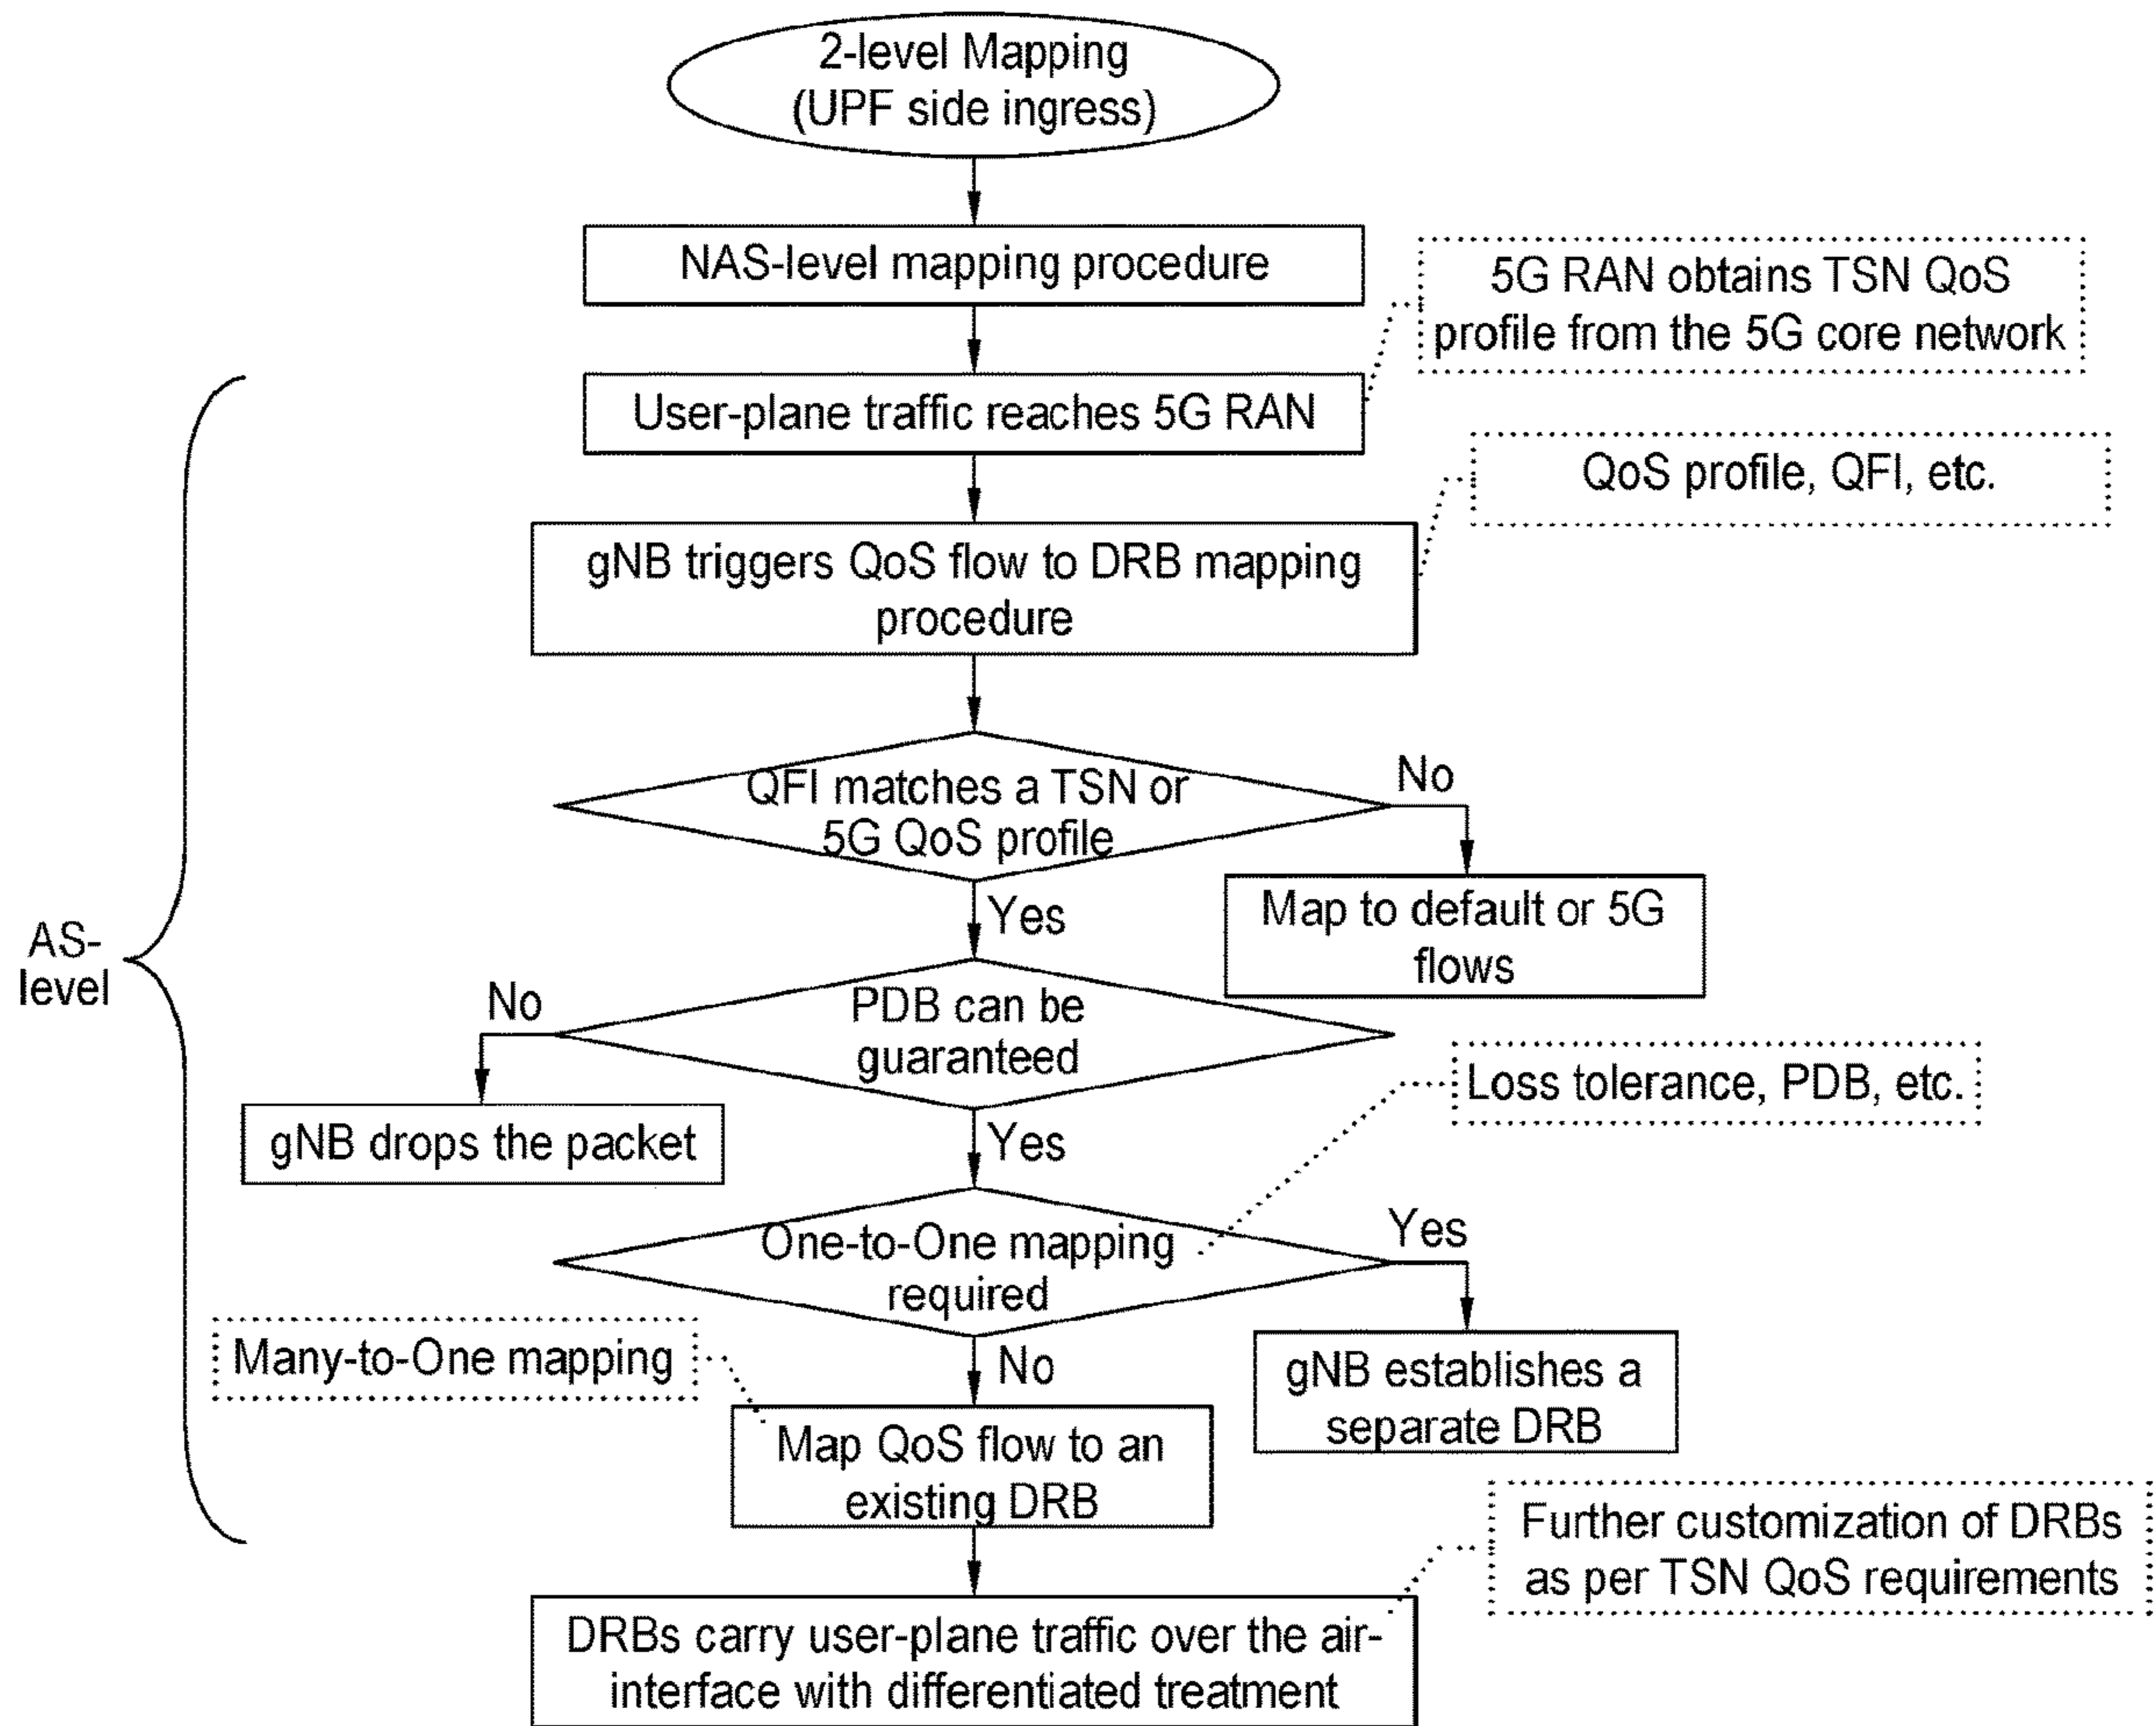 2-level Mapping
(UPF side ingress)
NAS-level mapping procedure
5G RAN obtains TSN QoS
profile from the 5G core network
User-plane traffic reaches 5G RAN
QoS profile, QFI, etc.
gNB triggers QoS flow to DRB mapping
procedure
QFI matches a TSN or
5G QoS profile
No
Map to default or 5G
flows
Yes
AS-
level
PDB can be
guaranteed
No
gNB drops the packet
Loss tolerance, PDB, etc.
Yes
One-to-One mapping
required
Yes
gNB establishes a
separate DRB
Many-to-One mapping
No
Map QoS flow to an
existing DRB
Further customization of DRBs
as per TSN QoS requirements
DRBs carry user-plane traffic over the air-
interface with differentiated treatment